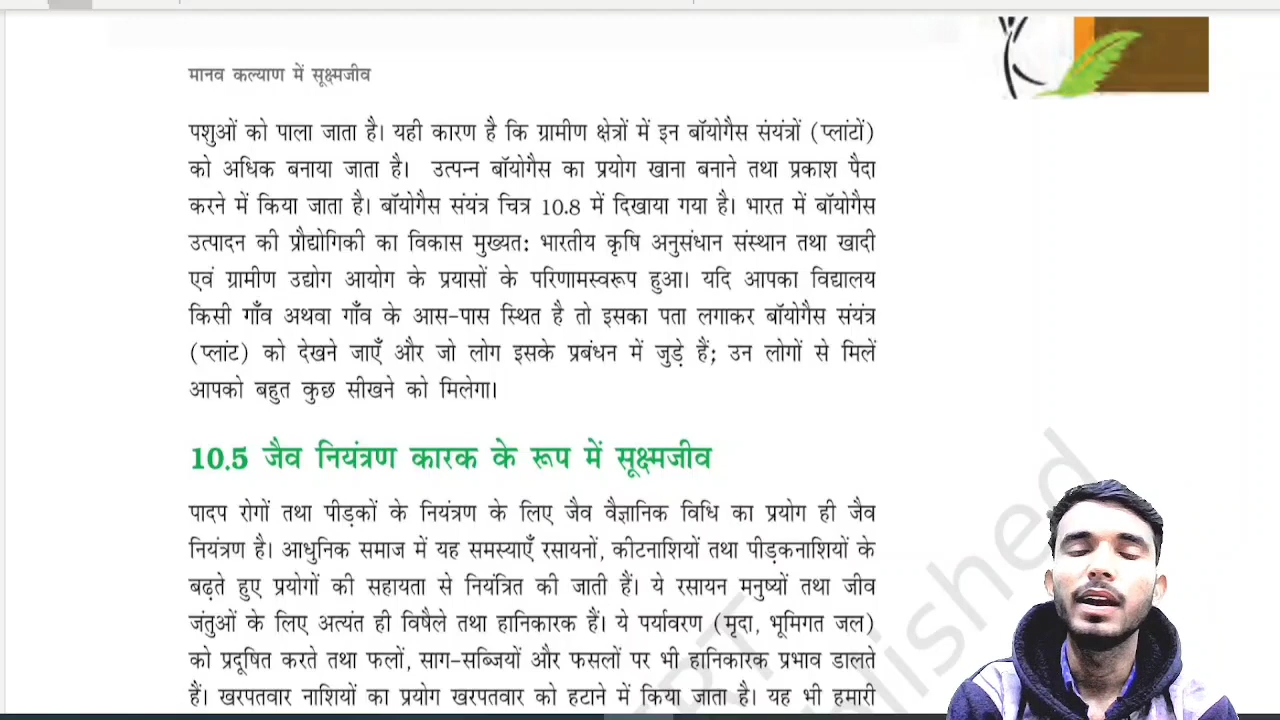 मानव कल्याण में सूक्ष्मजीव
पशुओं को पाला जाता है। यही कारण है कि ग्रामीण क्षेत्रों में इन बॉयोगैस संयंत्रों (प्लांटों)
को अधिक बनाया जाता है। उत्पन्न बॉयोगैस का प्रयोग खाना बनाने तथा प्रकाश पैदा
करने में किया जाता है। बॉयोगैस संयंत्र चित्र 10.8 में दिखाया गया है। भारत में बॉयोगैस
उत्पादन की प्रौद्योगिकी का विकास मुख्यत: भारतीय कृषि अनुसंधान संस्थान तथा खादी
एवं ग्रामीण उद्योग आयोग के प्रयासों के परिणामस्वरूप हुआ। यदि आपका विद्यालय
किसी गाँव अथवा गाँव के आस-पास स्थित है तो इसका पता लगाकर बॉयोगैस संयंत्र
(प्लांट) को देखने जाएँ और जो लोग इसके प्रबंधन में जुड़े हैं; उन लोगों से मिलें
आपको बहुत कुछ सीखने को मिलेगा।
10.5 जैव नियंत्रण कारक के रूप में सूक्ष्मजीव
पादप रोगों तथा पीड़कों के नियंत्रण के लिए जैव वैज्ञानिक विधि का प्रयोग ही जैव
नियंत्रण है। आधुनिक समाज में यह समस्याएँ रसायनों, कीटनाशियों तथा पीड़कनाशियों के
बढ़ते हुए प्रयोगों की सहायता से नियंत्रित की जाती हैं। ये रसायन मनुष्यों तथा जीव
जंतुओं के लिए अत्यंत ही विषैले तथा हानिकारक हैं। ये पर्यावरण (मृदा, भूमिगत जल)
को प्रदूषित करते तथा फलों, साग-सब्जियों और फसलों पर भी हानिकारक प्रभाव डालते
हैं। खरपतवार नाशियों का प्रयोग खरपतवार को हटाने में किया जाता है। यह भी हमारी